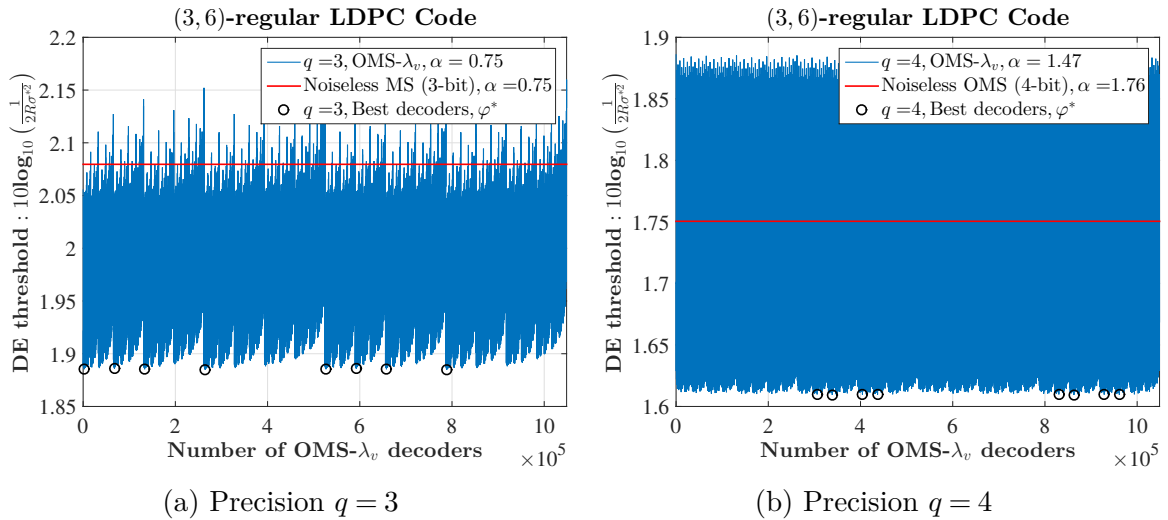 (3, 6)-regular LDPC Code
2.2
2.15
2.1
2.05
2
1.95
1.9
1.85
DE threshold : 10log₁₀ (1/2Rσ*²)
q =3, OMS-λᵥ, α = 0.75
Noiseless MS (3-bit), α =0.75
q =3, Best decoders, φ*
0 2 4 6 8 10
×10⁵
Number of OMS-λᵥ decoders
(a) Precision q = 3
(3, 6)-regular LDPC Code
1.9
1.85
1.8
1.75
1.7
1.65
1.6
DE threshold : 10log₁₀ (1/2Rσ*²)
q =4, OMS-λᵥ, α = 1.47
Noiseless OMS (4-bit), α =1.76
q =4, Best decoders, φ*
0 2 4 6 8 10
×10⁵
Number of OMS-λᵥ decoders
(b) Precision q = 4